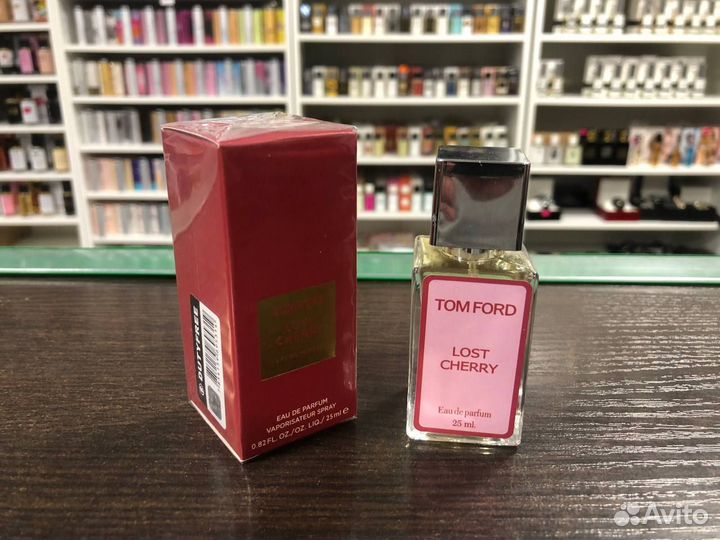 DUTYFREE
EAU DE PARFUM
VAPORISATEUR SPRAY
0.82 FL. OZ./OZ. LIQ./ 25 ml e
TOM FORD
LOST
CHERRY
Eau de parfum
25 ml.
Avito